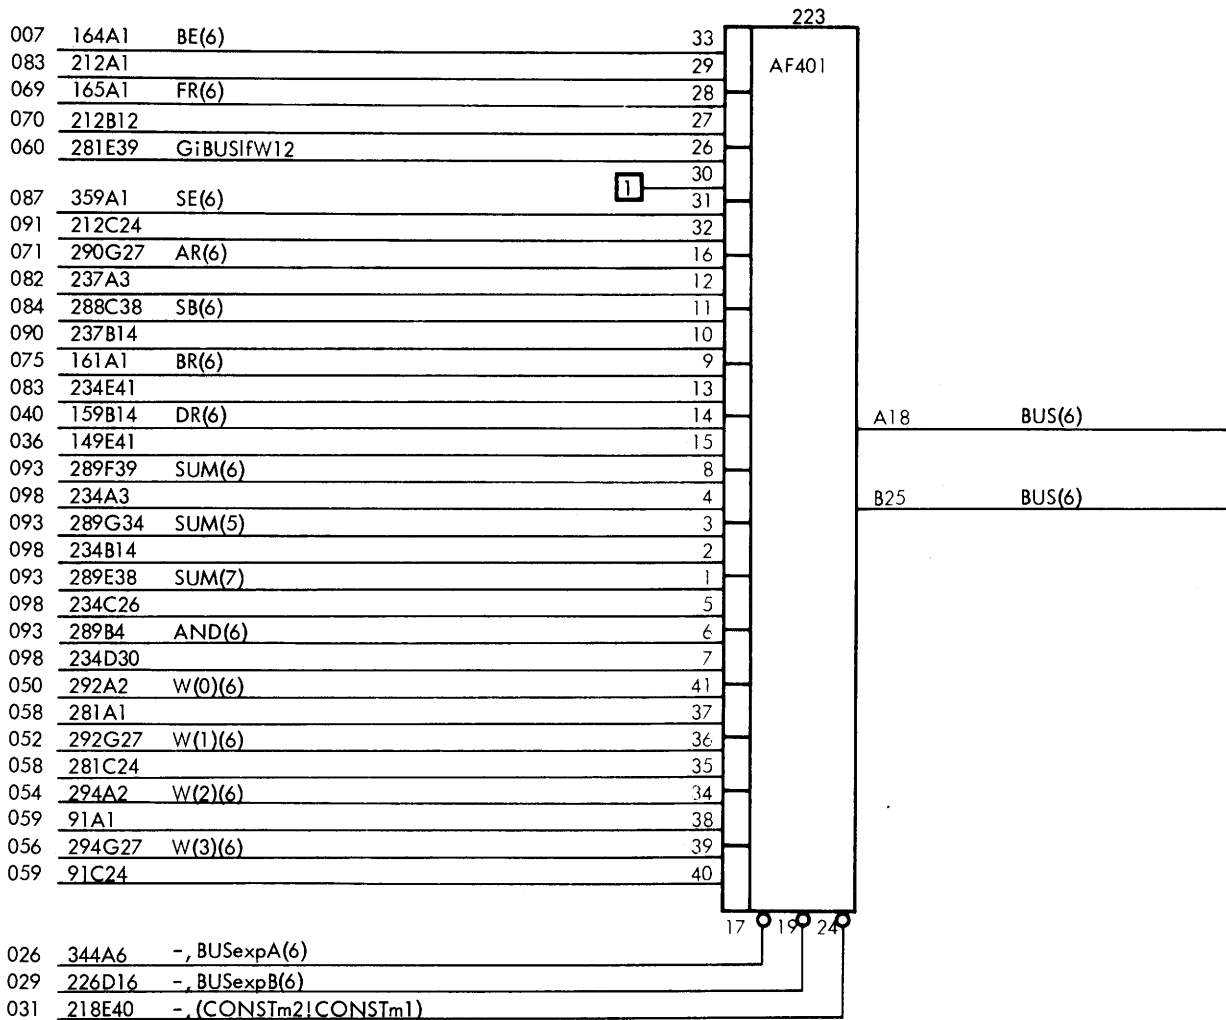 223
007 164A1 BE(6) 33
083 212A1 29 AF401
069 165A1 FR(6) 28
070 212B12 27
060 281E39 GiBUSlfW12 26
30
1
087 359A1 SE(6) 31
091 212C24 32
071 290G27 AR(6) 16
082 237A3 12
084 288C38 SB(6) 11
090 237B14 10
075 161A1 BR(6) 9
083 234E41 13
040 159B14 DR(6) 14 A18 BUS(6)
036 149E41 15
093 289F39 SUM(6) 8
098 234A3 4 B25 BUS(6)
093 289G34 SUM(5) 3
098 234B14 2
093 289E38 SUM(7) 1
098 234C26 5
093 289B4 AND(6) 6
098 234D30 7
050 292A2 W(0)(6) 41
058 281A1 37
052 292G27 W(1)(6) 36
058 281C24 35
054 294A2 W(2)(6) 34
059 91A1 38
056 294G27 W(3)(6) 39
059 91C24 40
17 19 24
026 344A6 -, BUSexpA(6)
029 226D16 -, BUSexpB(6)
031 218E40 -, (CONSTm2!CONSTm1)